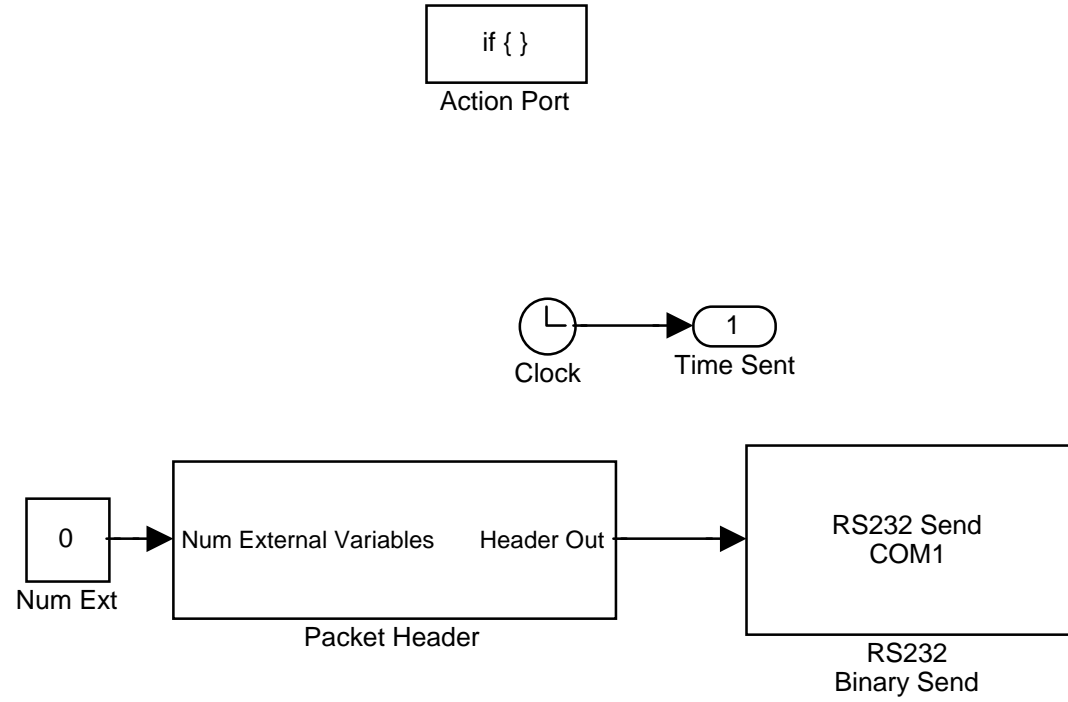 if { }
Action Port
1
Clock
Time Sent
0
Num External Variables
Header Out
RS232 Send
COM1
Num Ext
Packet Header
RS232
Binary Send